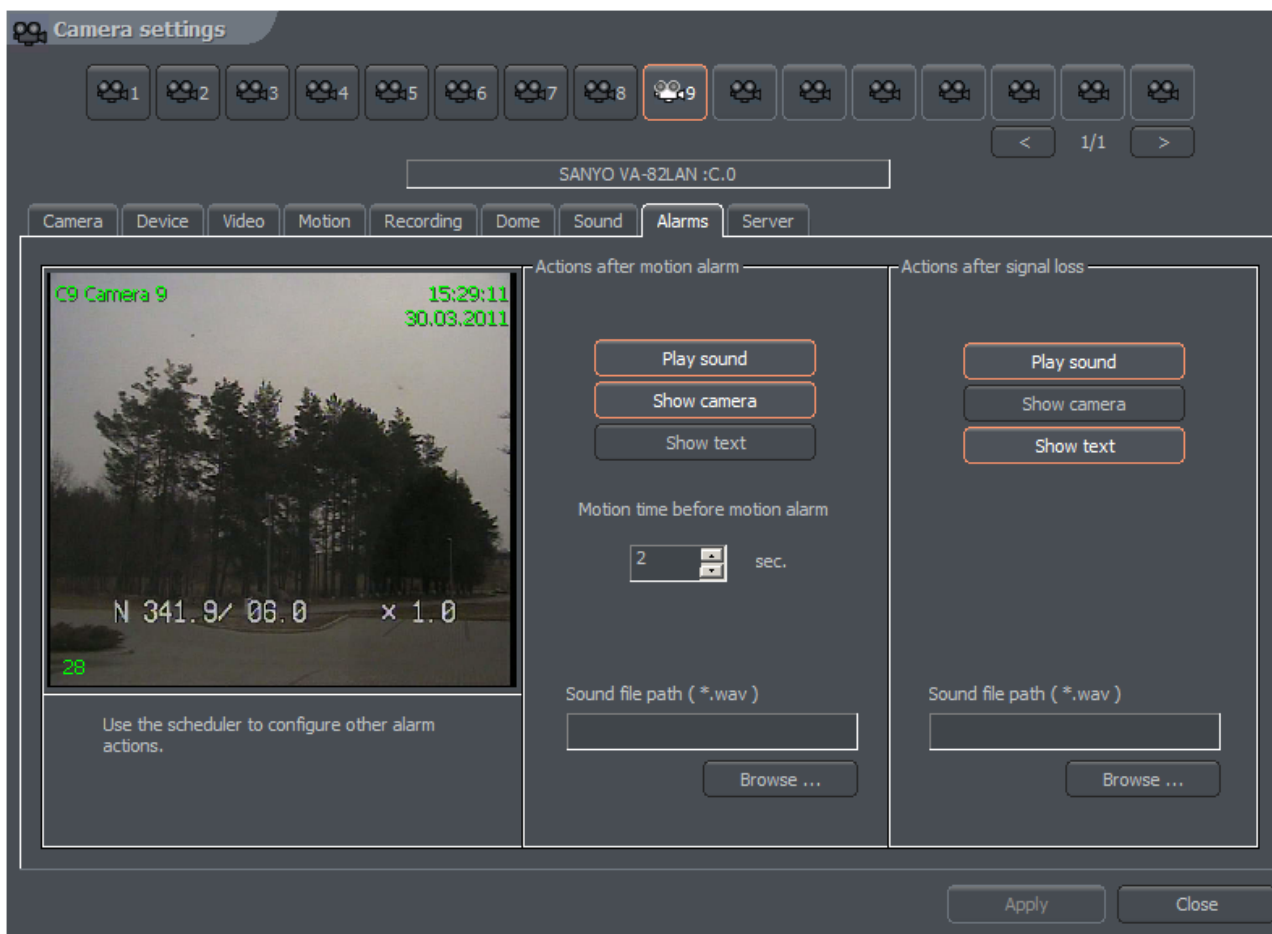 Camera settings
1 2 3 4 5 6 7 8 9
< 1/1 >
SANYO VA-82LAN :C.0
Camera Device Video Motion Recording Dome Sound Alarms Server
C9 Camera 9 15:29:11
30.03.2011
N 341.9/ 06.0 x 1.0
28
Use the scheduler to configure other alarm
actions.
Actions after motion alarm
Play sound
Show camera
Show text
Motion time before motion alarm
2 sec.
Sound file path ( *.wav )
Browse ...
Actions after signal loss
Play sound
Show camera
Show text
Sound file path ( *.wav )
Browse ...
Apply Close